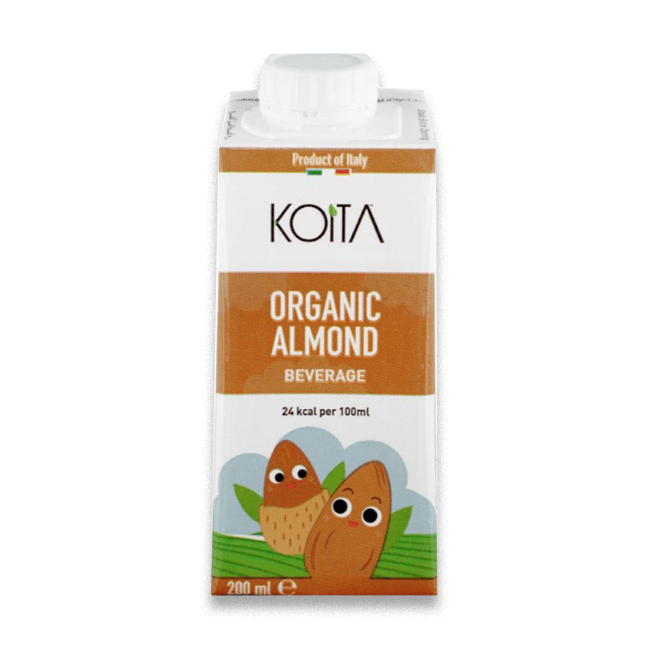 Product of Italy
KOITA
ORGANIC
ALMOND
BEVERAGE
24 kcal per 100ml
200 ml ℮